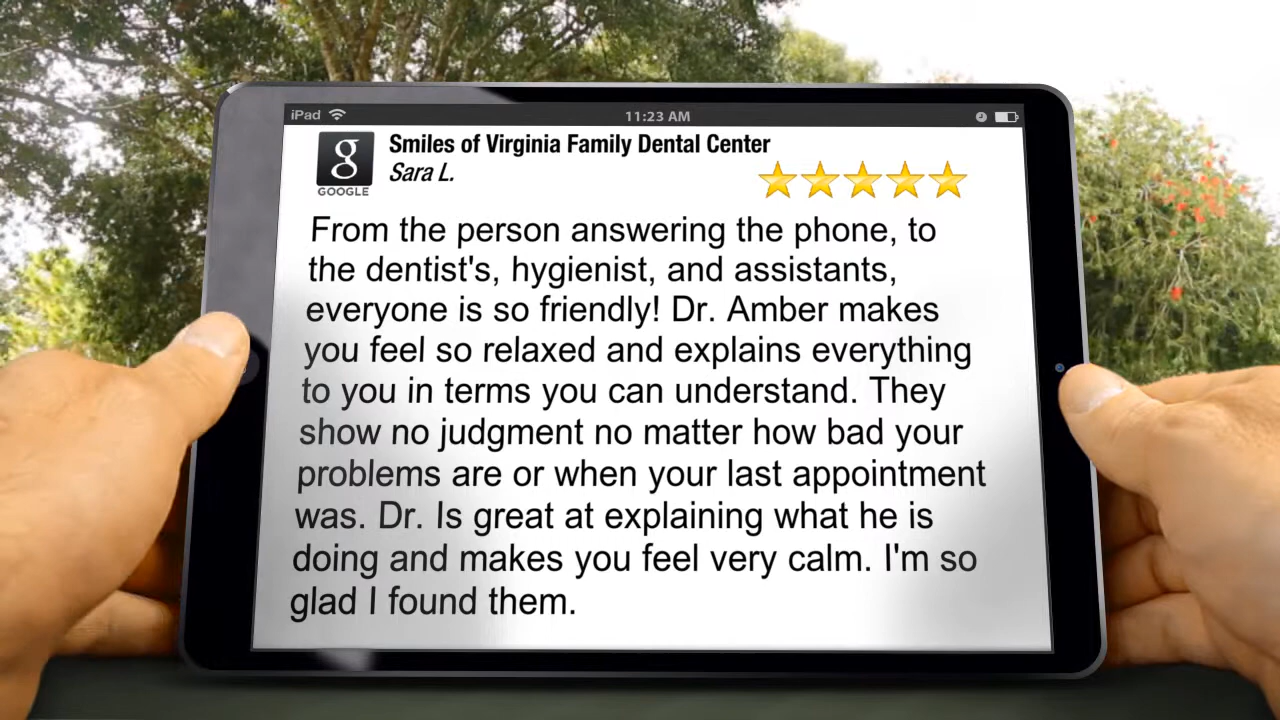 iPad 11:23 AM
g
GOOGLE
Smiles of Virginia Family Dental Center
Sara L.
From the person answering the phone, to
the dentist's, hygienist, and assistants,
everyone is so friendly! Dr. Amber makes
you feel so relaxed and explains everything
to you in terms you can understand. They
show no judgment no matter how bad your
problems are or when your last appointment
was. Dr. Is great at explaining what he is
doing and makes you feel very calm. I'm so
glad I found them.